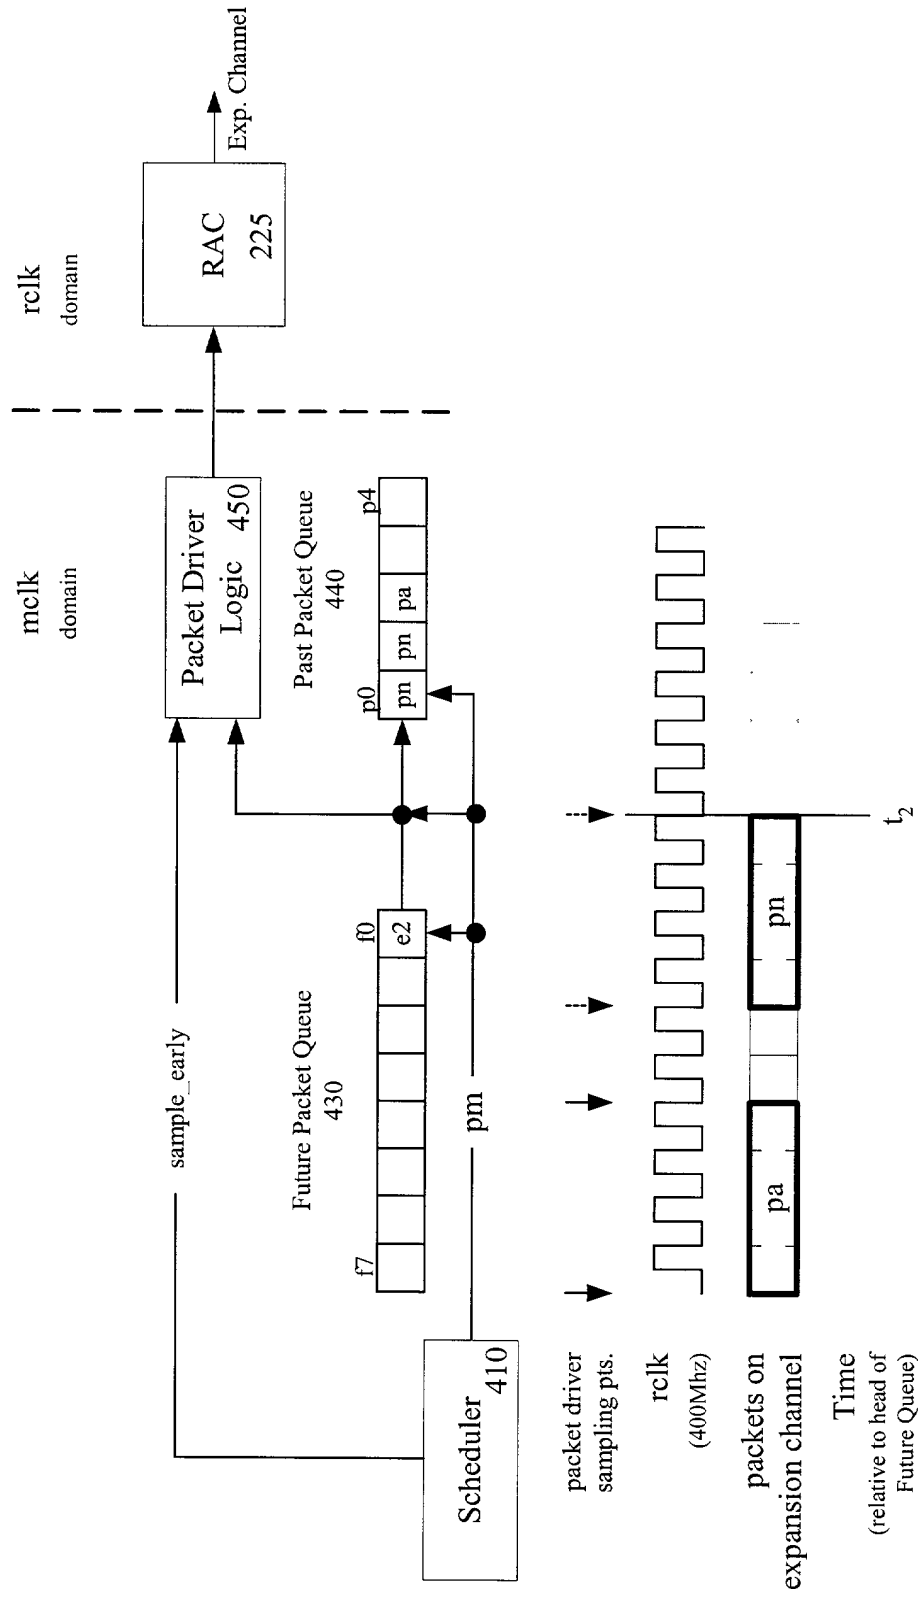 mclk
domain
rclk
domain
sample_early
Packet Driver
Logic 450
RAC
225
Exp. Channel
Future Packet Queue
430
Past Packet Queue
440
f7
f0
p0
p4
e2
pn
pn
pa
Scheduler
410
pm
packet driver
sampling pts.
rclk
(400Mhz)
packets on
expansion channel
pa
pn
Time
(relative to head of
Future Queue)
t2